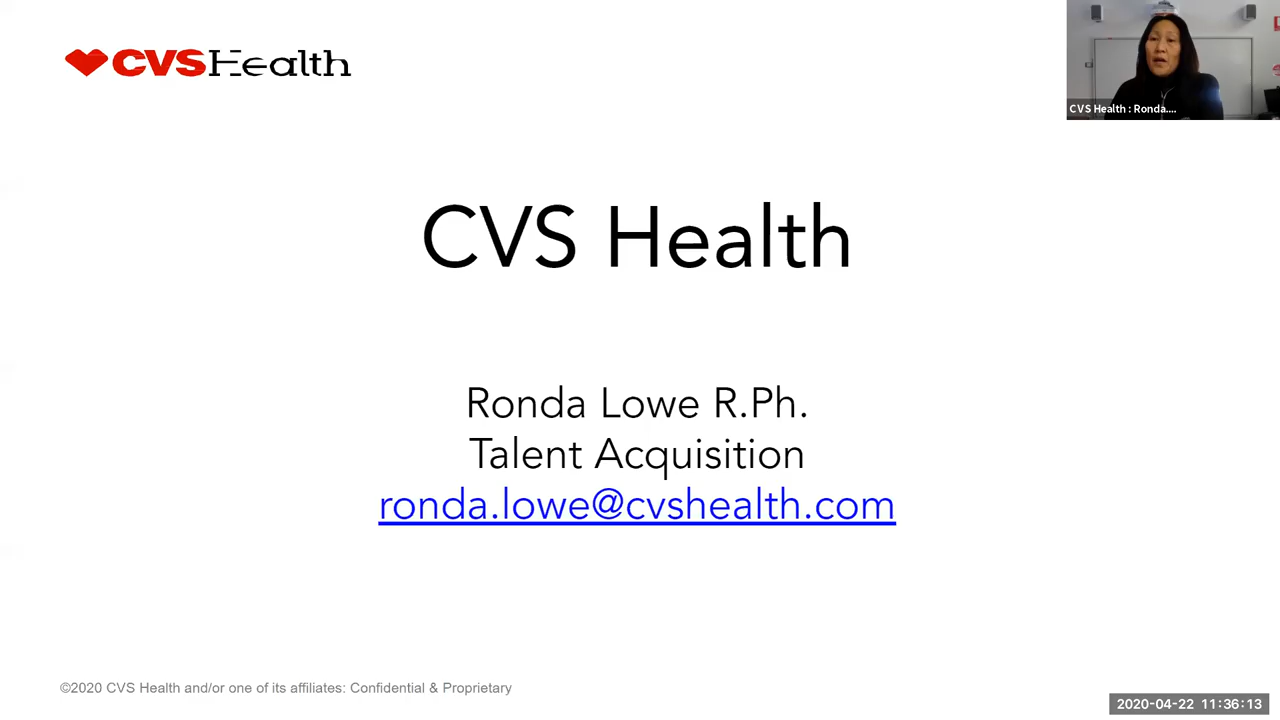 CVSHealth
CVS Health : Ronda....
CVS Health
Ronda Lowe R.Ph.
Talent Acquisition
ronda.lowe@cvshealth.com
©2020 CVS Health and/or one of its affiliates: Confidential & Proprietary
2020-04-22 11:36:13